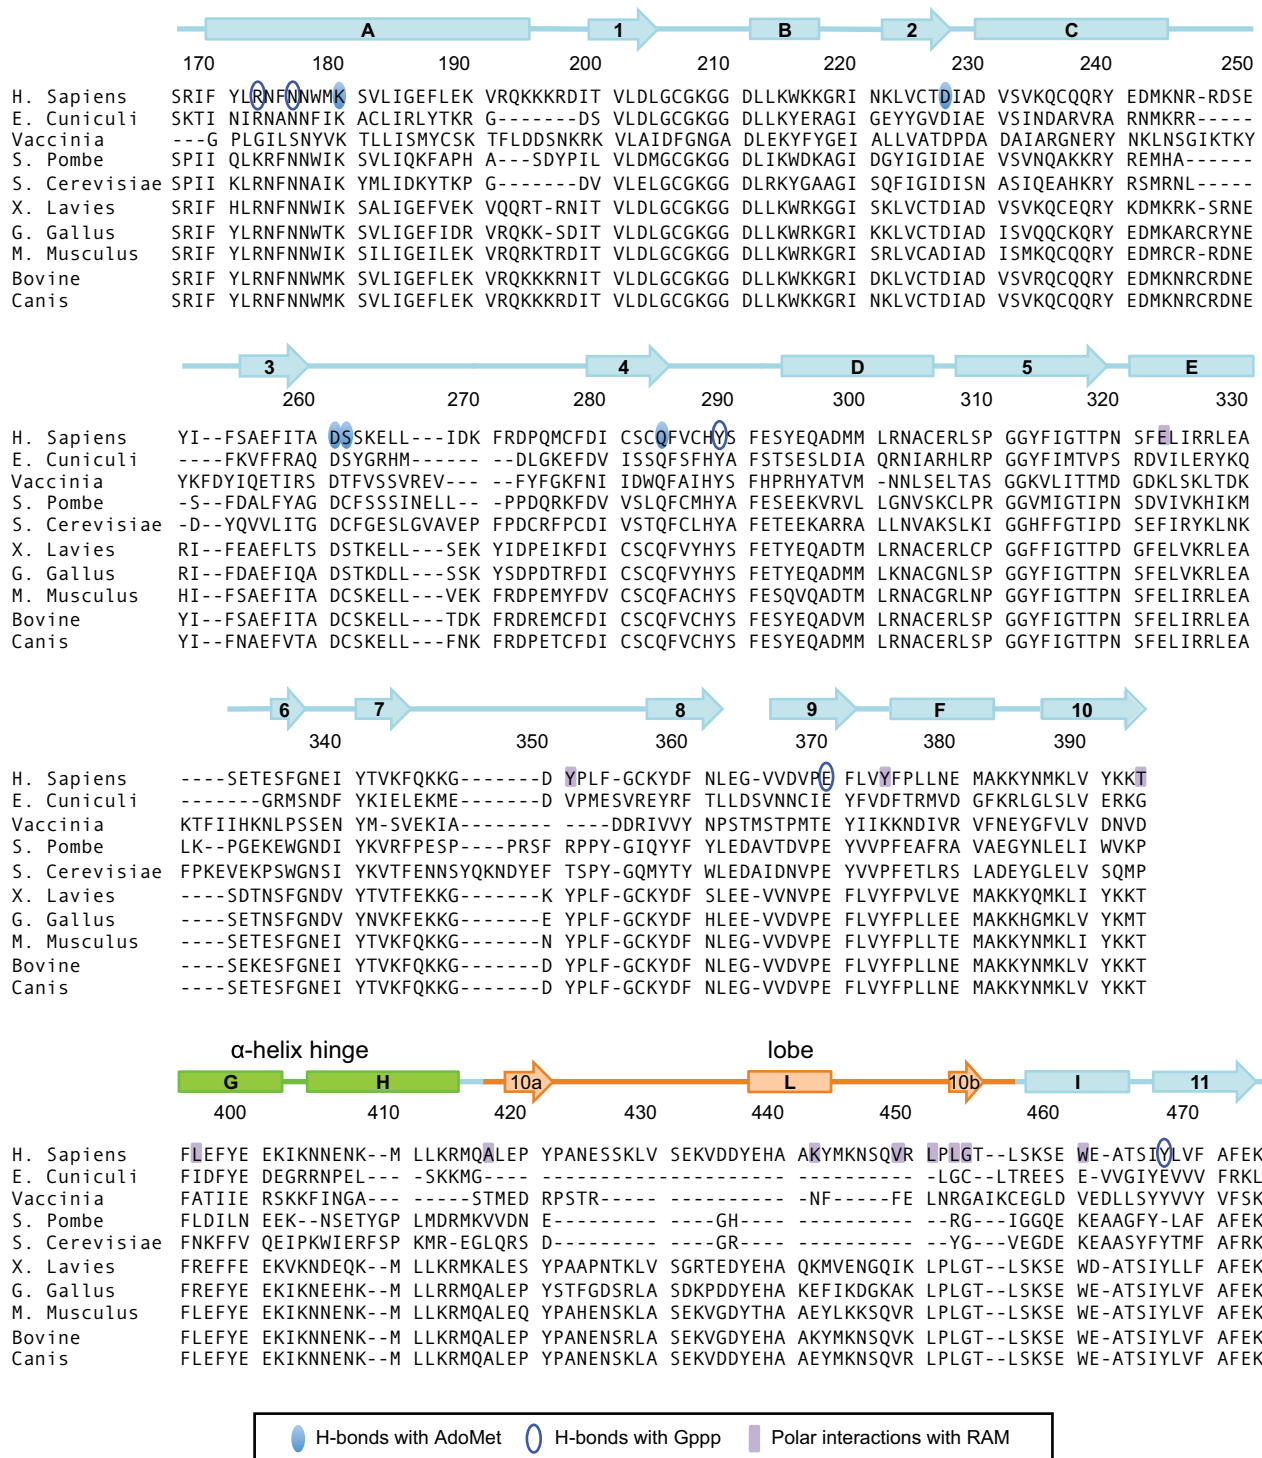 A 1 B 2 C
170 180 190 200 210 220 230 240 250
H. Sapiens SRIF YLRNFNNWMK SVLIGEFLEK VRQKKKRDIT VLDLGCGKGG DLLKWKKGRI NKLVCTDIAD VSVKQCQQRY EDMKNR-RDSE
E. Cuniculi SKTI NIRNANNFIK ACLIRLYTKR G-------DS VLDLGCGKGG DLLKYERAGI GEYYGVDIAE VSINDARVRA RNMKRR-----
Vaccinia ---G PLGILSNYVK TLLISMYCSK TFLDDSNKRK VLAIDFGNGA DLEKYFYGEI ALLVATDPDA DAIARGNERY NKLNSGIKTKY
S. Pombe SPII QLKRFNNWIK SVLIQKFAPH A---SDYPIL VLDMGCGKGG DLIKWDKAGI DGYIGIDIAE VSVNQAKKRY REMHA------
S. Cerevisiae SPII KLRNFNNAIK YMLIDKYTKP G-------DV VLELGCGKGG DLRKYGAAGI SQFIGIDISN ASIQEAHKRY RSMRNL-----
X. Lavies SRIF HLRNFNNWIK SALIGEFVEK VQQRT-RNIT VLDLGCGKGG DLLKWRKGGI SKLVCTDIAD VSVKQCEQRY KDMKRK-SRNE
G. Gallus SRIF YLRNFNNWTK SVLIGEFIDR VRQKK-SDIT VLDLGCGKGG DLLKWRKGRI KKLVCTDIAD ISVQQCKQRY EDMKARCRYNE
M. Musculus SRIF YLRNFNNWIK SILIGEILEK VRQRKTRDIT VLDLGCGKGG DLLKWRKGRI SRLVCADIAD ISMKQCQQRY EDMRCR-RDNE
Bovine SRIF YLRNFNNWMK SVLIGEFLEK VRQKKKRNIT VLDLGCGKGG DLLKWKKGRI DKLVCTDIAD VSVRQCQQRY EDMKNRCRDNE
Canis SRIF YLRNFNNWMK SVLIGEFLEK VRQKKKRDIT VLDLGCGKGG DLLKWKKGRI NKLVCTDIAD VSVKQCQQRY EDMKNRCRDNE
3 4 D 5 E
260 270 280 290 300 310 320 330
H. Sapiens YI--FSAEFITA DSSKELL---IDK FRDPQMCFDI CSCQFVCHYS FESYEQADMM LRNACERLSP GGYFIGTTPN SFELIRRLEA
E. Cuniculi ----FKVFFRAQ DSYGRHM------ --DLGKEFDV ISSQFSFHYA FSTSESLDIA QRNIARHLRP GGYFIMTVPS RDVILERYKQ
Vaccinia YKFDYIQETIRS DTFVSSVREV--- --FYFGKFNI IDWQFAIHYS FHPRHYATVM -NNLSELTAS GGKVLITTMD GDKLSKLTDK
S. Pombe -S--FDALFYAG DCFSSSINELL-- -PPDQRKFDV VSLQFCMHYA FESEEKVRVL LGNVSKCLPR GGVMIGTIPN SDVIVKHIKM
S. Cerevisiae -D--YQVVLITG DCFGESLGVAVEP FPDCRFPCDI VSTQFCLHYA FETEEKARRA LLNVAKSLKI GGHFFGTIPD SEFIRYKLNK
X. Lavies RI--FEAEFLTS DSTKELL---SEK YIDPEIKFDI CSCQFVYHYS FETYEQADTM LRNACERLCP GGFFIGTTPD GFELVKRLEA
G. Gallus RI--FDAEFIQA DSTKDLL---SSK YSDPDTRFDI CSCQFVYHYS FETYEQADMM LKNACGNLSP GGYFIGTTPN SFELVKRLEA
M. Musculus HI--FSAEFITA DCSKELL---VEK FRDPEMYFDV CSCQFACHYS FESQVQADTM LRNACGRLNP GGYFIGTTPN SFELIRRLEA
Bovine YI--FSAEFITA DCSKELL---TDK FRDREMCFDI CSCQFVCHYS FESYEQADVM LRNACERLSP GGYFIGTTPN SFELIRRLEA
Canis YI--FNAEFVTA DCSKELL---FNK FRDPETCFDI CSCQFVCHYS FESYEQADMM LRNACERLSP GGYFIGTTPN SFELIRRLEA
6 7 8 9 F 10
340 350 360 370 380 390
H. Sapiens ----SETESFGNEI YTVKFQKKG-------D YPLF-GCKYDF NLEG-VVDVPE FLVYFPLLNE MAKKYNMKLV YKKT
E. Cuniculi -------GRMSNDF YKIELEKME-------D VPMESVREYRF TLLDSVNNCIE YFVDFTRMVD GFKRLGLSLV ERKG
Vaccinia KTFIIHKNLPSSEN YM-SVEKIA-------- ----DDRIVVY NPSTMSTPMTE YIIKKNDIVR VFNEYGFVLV DNVD
S. Pombe LK--PGEKEWGNDI YKVRFPESP----PRSF RPPY-GIQYYF YLEDAVTDVPE YVVPFEAFRA VAEGYNLELI WVKP
S. Cerevisiae FPKEVEKPSWGNSI YKVTFENNSYQKNDYEF TSPY-GQMYTY WLEDAIDNVPE YVVPFETLRS LADEYGLELV SQMP
X. Lavies ----SDTNSFGNDV YTVTFEKKG-------K YPLF-GCKYDF SLEE-VVNVPE FLVYFPVLVE MAKKYQMKLI YKKT
G. Gallus ----SETNSFGNDV YNVKFEKKG-------E YPLF-GCKYDF HLEE-VVDVPE FLVYFPLLEE MAKKHGMKLV YKMT
M. Musculus ----SETESFGNEI YTVKFQKKG-------N YPLF-GCKYDF NLEG-VVDVPE FLVYFPLLTE MAKKYNMKLI YKKT
Bovine ----SEKESFGNEI YTVKFQKKG-------D YPLF-GCKYDF NLEG-VVDVPE FLVYFPLLNE MAKKYNMKLV YKKT
Canis ----SETESFGNEI YTVKFQKKG-------D YPLF-GCKYDF NLEG-VVDVPE FLVYFPLLNE MAKKYNMKLV YKKT
α-helix hinge lobe
G H 10a L 10b I 11
400 410 420 430 440 450 460 470
H. Sapiens FLEFYE EKIKNNENK--M LLKRMQALEP YPANESSKLV SEKVDDYEHA AKYMKNSQVR LPLGT--LSKSE WE-ATSIYLVF AFEK
E. Cuniculi FIDFYE DEGRRNPEL--- -SKKMG---- ---------- ---------- ---------- --LGC--LTREES E-VVGIYEVVV FRKL
Vaccinia FATIIE RSKKFINGA--- ---STMED RPSTR----- ---------- --NF-----FE LNRGAIKCEGLD VEDLLSYYVVY VFSK
S. Pombe FLDILN EEK--NSETYGP LMDRMKVVDN E--------- -----GH--- ---------- --RG---IGGQE KEAAGFY-LAF AFEK
S. Cerevisiae FNKFFV QEIPKWIERFSP KMR-EGLQRS D--------- -----GR--- ---------- --YG---VEGDE KEAASYFYTMF AFRK
X. Lavies FREFFE EKVKNDEQK--M LLKRMKALES YPAAPNTKLV SGRTEDYEHA QKMVENGQIK LPLGT--LSKSE WD-ATSIYLLF AFEK
G. Gallus FREFYE EKIKNEEHK--M LLRRMQALEP YSTFGDSRLA SDKPDDYEHA KEFIKDGKAK LPLGT--LSKSE WE-ATSIYLVF AFEK
M. Musculus FLEFYE EKIKNNENK--M LLKRMQALEQ YPAHENSKLA SEKVGDYTHA AEYLKKSQVR LPLGT--LSKSE WE-ATSIYLVF AFEK
Bovine FLEFYE EKIKNNENK--M LLKRMQALEP YPANENSRLA SEKVGDYEHA AKYMKNSQVK LPLGT--LSKSE WE-ATSIYLVF AFEK
Canis FLEFYE EKIKNNENK--M LLKRMQALEP YPANENSKLA SEKVDDYEHA AEYMKNSQVR LPLGT--LSKSE WE-ATSIYLVF AFEK
H-bonds with AdoMet H-bonds with Gppp Polar interactions with RAM